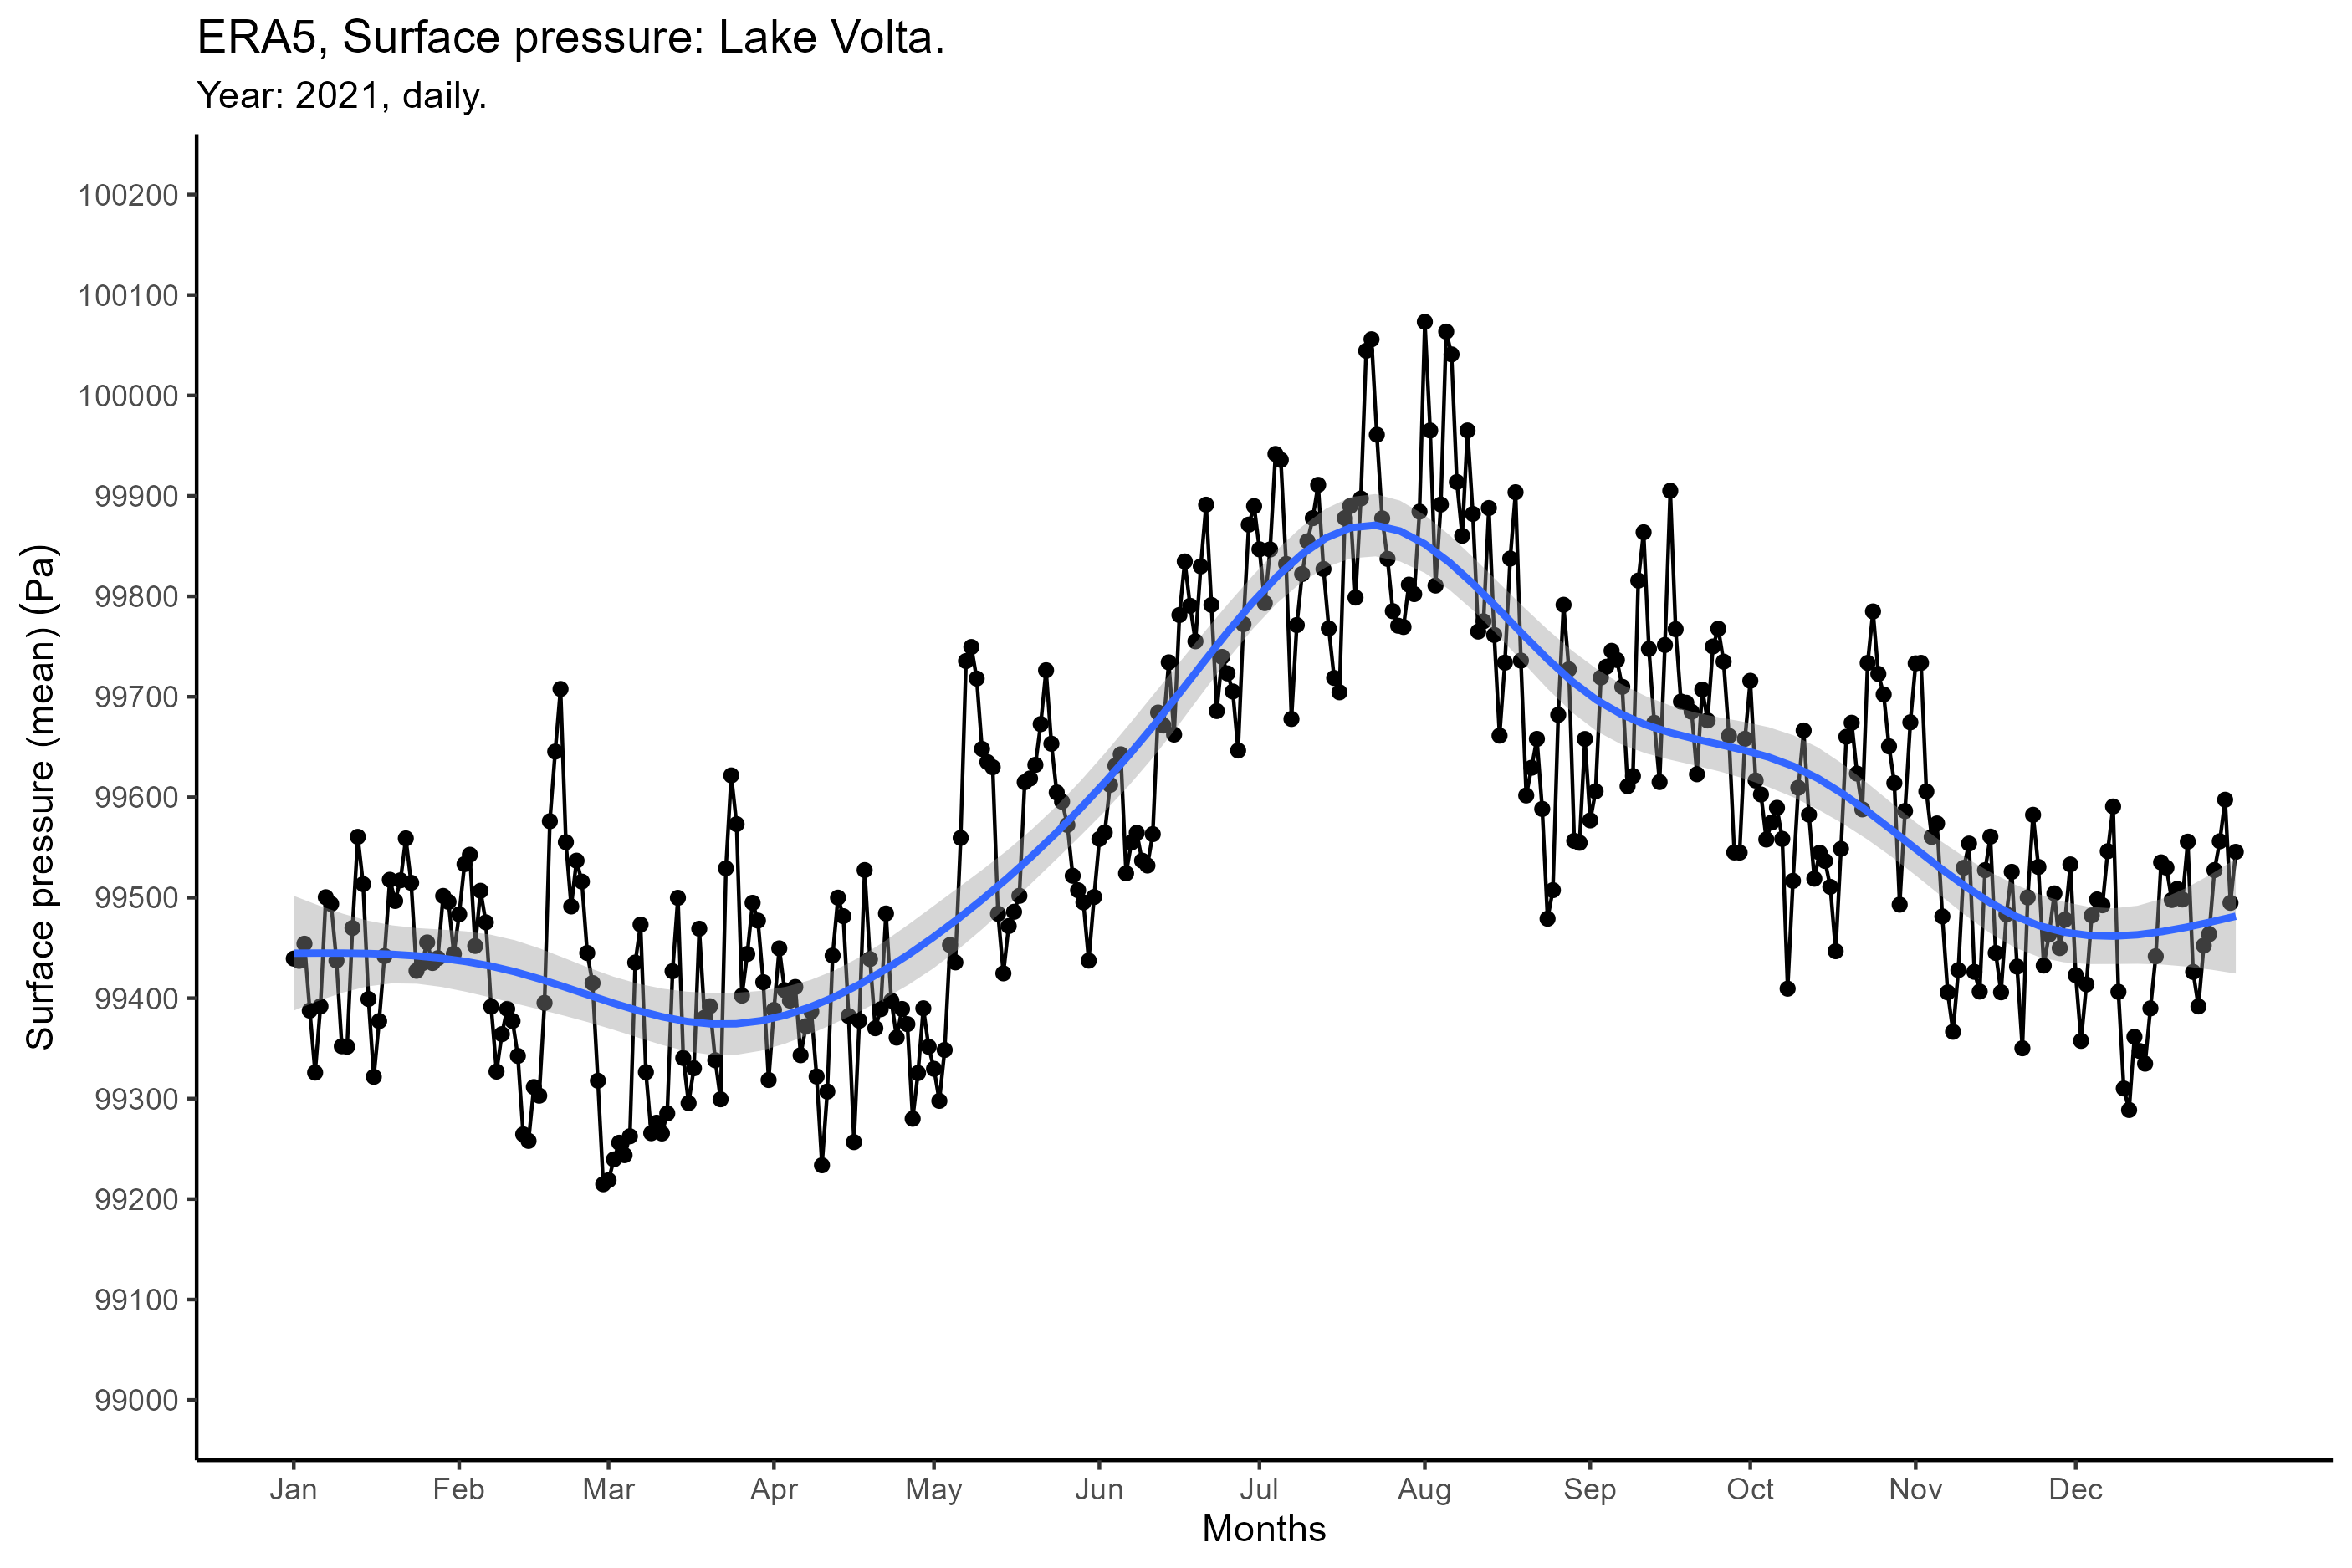 ERA5, Surface pressure: Lake Volta.
Year: 2021, daily.
Surface pressure (mean) (Pa)
100200
100100
100000
99900
99800
99700
99600
99500
99400
99300
99200
99100
99000
Jan Feb Mar Apr May Jun Jul Aug Sep Oct Nov Dec
Months